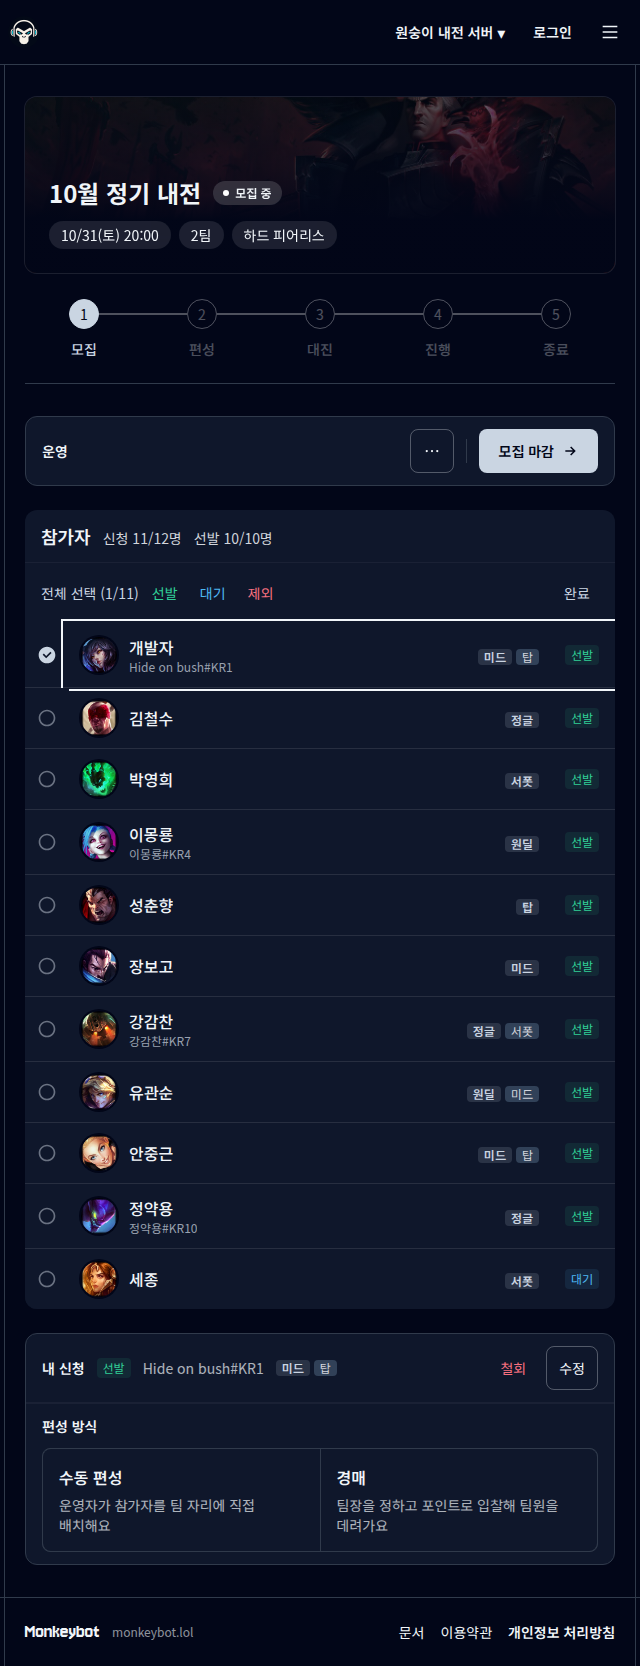 원숭이 내전 서버 ▾ 로그인
10월 정기 내전 모집 중
10/31(토) 20:00 2팀 하드 피어리스
1 2 3 4 5
모집 편성 대진 진행 종료
운영 ··· 모집 마감 →
참가자 신청 11/12명 선발 10/10명
전체 선택 (1/11) 선발 대기 제외 완료
개발자 미드 탑 선발
Hide on bush#KR1
김철수 정글 선발
박영희 서폿 선발
이몽룡 원딜 선발
이몽룡#KR4
성춘향 탑 선발
장보고 미드 선발
강감찬 정글 서폿 선발
강감찬#KR7
유관순 원딜 미드 선발
안중근 미드 탑 선발
정약용 정글 선발
정약용#KR10
세종 서폿 대기
내 신청 선발 Hide on bush#KR1 미드 탑 철회 수정
편성 방식
수동 편성
운영자가 참가자를 팀 자리에 직접
배치해요
경매
팀장을 정하고 포인트로 입찰해 팀원을
데려가요
Monkeybot monkeybot.lol 문서 이용약관 개인정보 처리방침